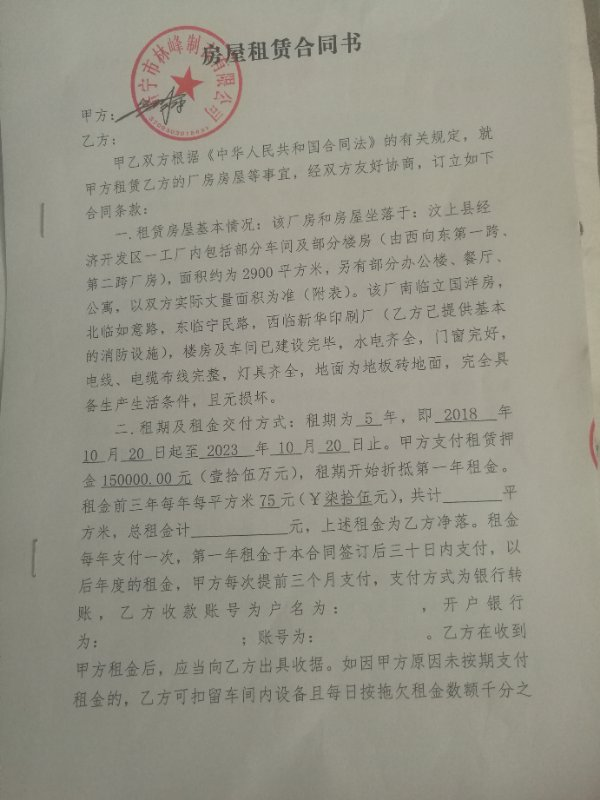 房屋租赁合同书
宁市林峰制 有限公司
甲方：
乙方：
甲乙双方根据《中华人民共和国合同法》的有关规定，就
甲方租赁乙方的厂房房屋等事宜，经双方友好协商，订立如下
合同条款：
一.租赁房屋基本情况：该厂房和房屋坐落于：汶上县经
济开发区一工厂内包括部分车间及部分楼房（由西向东第一跨、
第二跨厂房），面积约为2900平方米，另有部分办公楼、餐厅、
公寓，以双方实际丈量面积为准（附表）。该厂南临立国洋房，
北临如意路，东临宁民路，西临新华印刷厂（乙方已提供基本
的消防设施），楼房及车间已建设完毕，水电齐全，门窗完好，
电线、电缆布线完整，灯具齐全，地面为地板砖地面，完全具
备生产生活条件，且无损坏。
二.租期及租金交付方式：租期为 5 年，即 2018 年
10 月 20 日起至 2023 年 10 月 20 日止。甲方支付租赁押
金 150000.00 元（壹拾伍万元），租期开始折抵第一年租金。
租金前三年每年每平方米 75 元（￥柒拾伍元），共计______平
方米，总租金计__________元，上述租金为乙方净落。租金
每年支付一次，第一年租金于本合同签订后三十日内支付，以
后年度的租金，甲方每次提前三个月支付，支付方式为银行转
账，乙方收款账号为户名为：　　　　，开户银行
为：　　　　　　　；账号为：　　　　　　。乙方在收到
甲方租金后，应当向乙方出具收据。如因甲方原因未按期支付
租金的，乙方可扣留车间内设备且每日按拖欠租金数额千分之